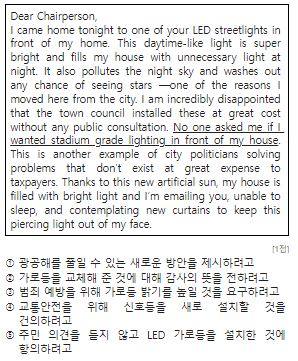 Dear Chairperson,
I came home tonight to one of your LED streetlights in
front of my home. This daytime-like light is super
bright and fills my house with unnecessary light at
night. It also pollutes the night sky and washes out
any chance of seeing stars —one of the reasons I
moved here from the city. I am incredibly disappointed
that the town council installed these at great cost
without any public consultation. No one asked me if I
wanted stadium grade lighting in front of my house.
This is another example of city politicians solving
problems that don't exist at great expense to
taxpayers. Thanks to this new artificial sun, my house is
filled with bright light and I'm emailing you, unable to
sleep, and contemplating new curtains to keep this
piercing light out of my face.
[1점]
① 광공해를 줄일 수 있는 새로운 방안을 제시하려고
② 가로등을 교체해 준 것에 대해 감사의 뜻을 전하려고
③ 범죄 예방을 위해 가로등 밝기를 높일 것을 요구하려고
④ 교통안전을 위해 신호등을 새로 설치할 것을
건의하려고
⑤ 주민 의견을 듣지 않고 LED 가로등을 설치한 것에
항의하려고